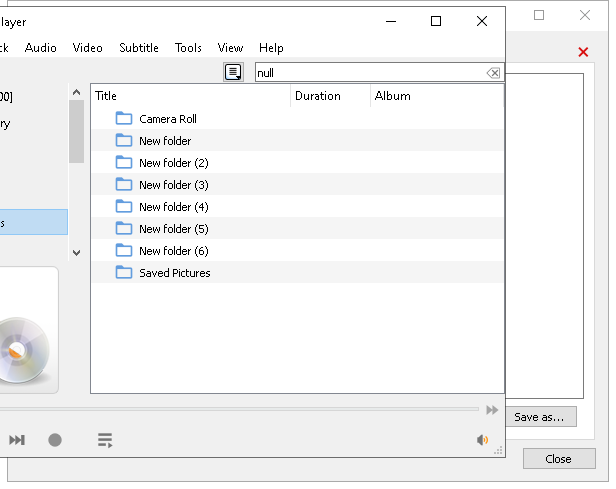 layer
ck Audio Video Subtitle Tools View Help
null
00]
ry
s
Title Duration Album
Camera Roll
New folder
New folder (2)
New folder (3)
New folder (4)
New folder (5)
New folder (6)
Saved Pictures
Save as...
Close